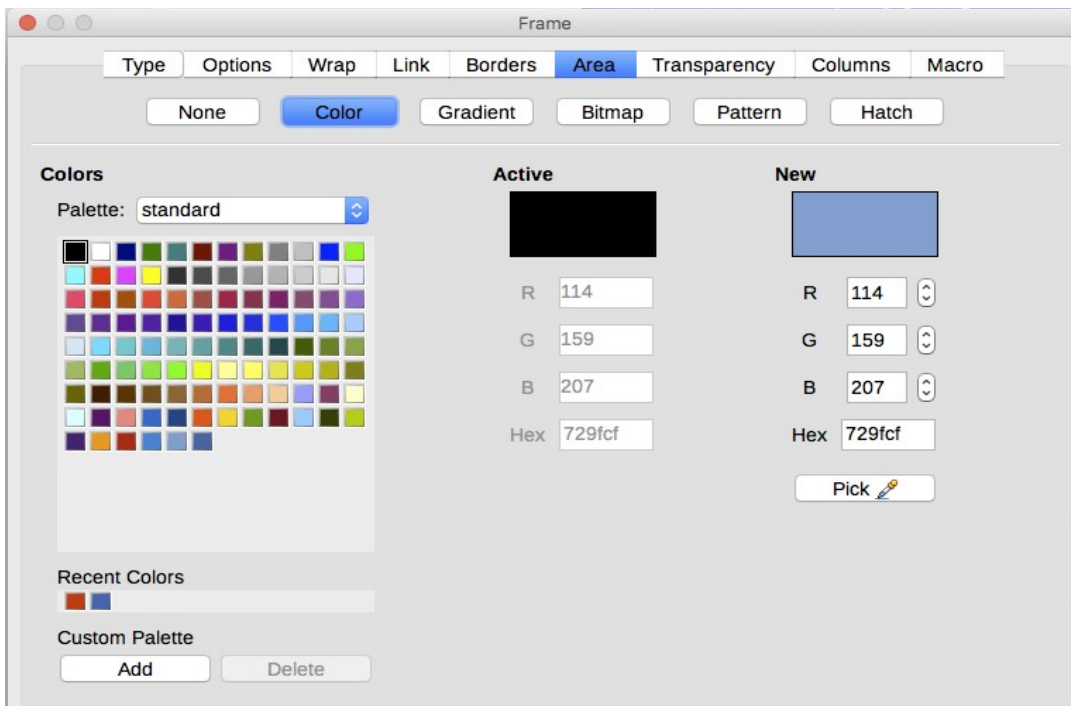 Frame
Type Options Wrap Link Borders Area Transparency Columns Macro
None Color Gradient Bitmap Pattern Hatch
Colors
Palette: standard
Recent Colors
Custom Palette
Add Delete
Active
R 114
G 159
B 207
Hex 729fcf
New
R 114
G 159
B 207
Hex 729fcf
Pick